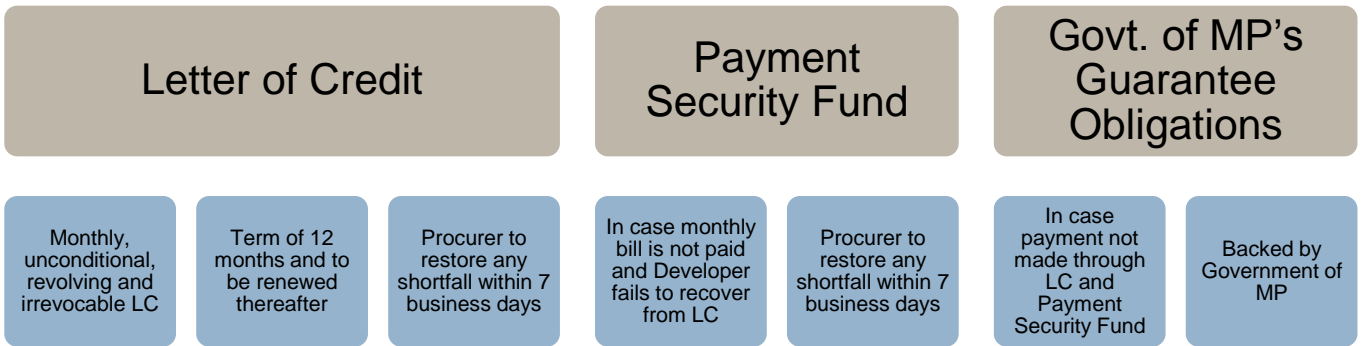 Letter of Credit
Payment
Security Fund
Govt. of MP’s
Guarantee
Obligations
Monthly,
unconditional,
revolving and
irrevocable LC
Term of 12
months and to
be renewed
thereafter
Procurer to
restore any
shortfall within 7
business days
In case monthly
bill is not paid
and Developer
fails to recover
from LC
Procurer to
restore any
shortfall within 7
business days
In case
payment not
made through
LC and
Payment
Security Fund
Backed by
Government of
MP